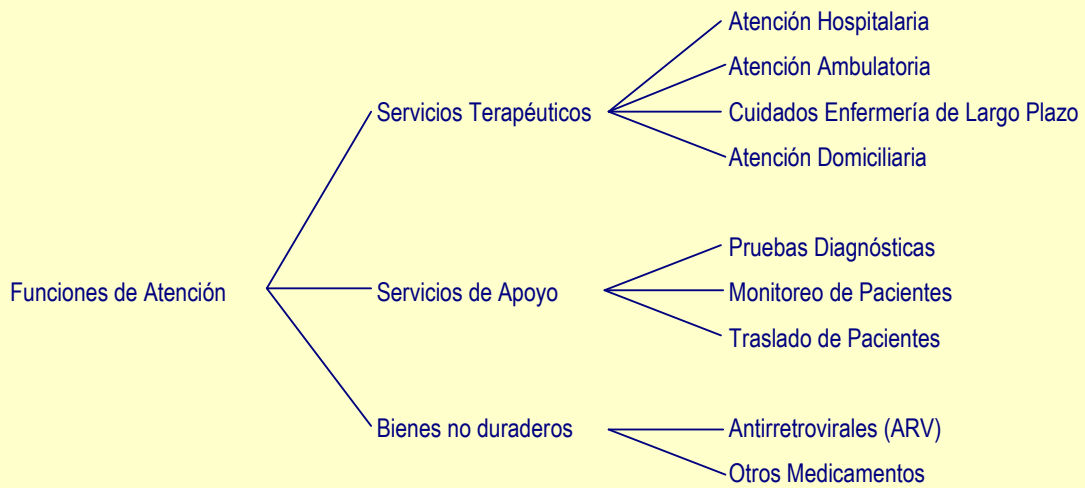 Funciones de Atención
Servicios Terapéuticos
Atención Hospitalaria
Atención Ambulatoria
Cuidados Enfermería de Largo Plazo
Atención Domiciliaria
Servicios de Apoyo
Pruebas Diagnósticas
Monitoreo de Pacientes
Traslado de Pacientes
Bienes no duraderos
Antirretrovirales (ARV)
Otros Medicamentos